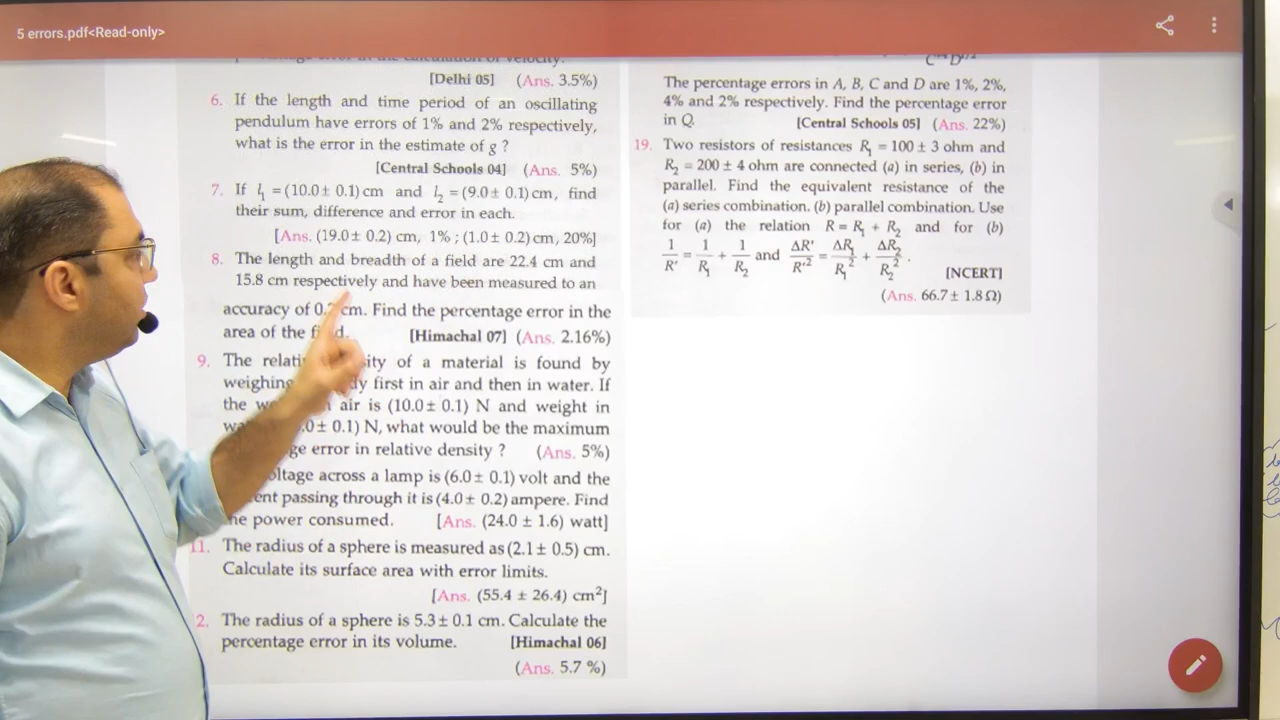 5 errors.pdf<Read-only>
[Delhi 05] (Ans. 3.5%)
6. If the length and time period of an oscillating
pendulum have errors of 1% and 2% respectively,
what is the error in the estimate of g ?
[Central Schools 04] (Ans. 5%)
7. If l₁ = (10.0 ± 0.1) cm and l₂ = (9.0 ± 0.1) cm, find
their sum, difference and error in each.
[Ans. (19.0 ± 0.2) cm, 1% ; (1.0 ± 0.2) cm, 20%]
8. The length and breadth of a field are 22.4 cm and
15.8 cm respectively and have been measured to an
accuracy of cm. Find the percentage error in the
area of the [Himachal 07] (Ans. 2.16%)
9. The of a material is found by
weighing first in air and then in water. If
the air is (10.0 ± 0.1) N and weight in
± 0.1) N, what would be the maximum
error in relative density ? (Ans. 5%)
across a lamp is (6.0 ± 0.1) volt and the
passing through it is (4.0 ± 0.2) ampere. Find
power consumed. [Ans. (24.0 ± 1.6) watt]
11. The radius of a sphere is measured as (2.1 ± 0.5) cm.
Calculate its surface area with error limits.
[Ans. (55.4 ± 26.4) cm²]
2. The radius of a sphere is 5.3 ± 0.1 cm. Calculate the
percentage error in its volume. [Himachal 06]
(Ans. 5.7 %)
The percentage errors in A, B, C and D are 1%, 2%,
4% and 2% respectively. Find the percentage error
in Q. [Central Schools 05] (Ans. 22%)
19. Two resistors of resistances R₁ = 100 ± 3 ohm and
R₂ = 200 ± 4 ohm are connected (a) in series, (b) in
parallel. Find the equivalent resistance of the
(a) series combination. (b) parallel combination. Use
for (a) the relation R = R₁ + R₂ and for (b)
1/R' = 1/R₁ + 1/R₂ and ΔR'/R'² = ΔR₁/R₁² + ΔR₂/R₂².
[NCERT]
(Ans. 66.7 ± 1.8 Ω)